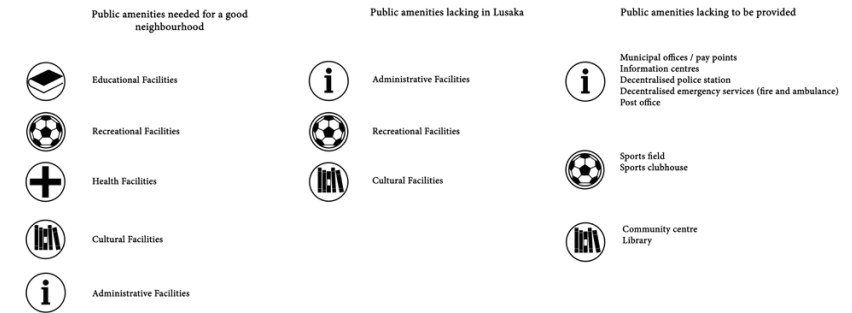 Public amenities needed for a good
neighbourhood
Educational Facilities
Recreational Facilities
Health Facilities
Cultural Facilities
i
Administrative Facilities
Public amenities lacking in Lusaka
i
Administrative Facilities
Recreational Facilities
Cultural Facilities
Public amenities lacking to be provided
i
Municipal offices / pay points
Information centres
Decentralised police station
Decentralised emergency services (fire and ambulance)
Post office
Sports field
Sports clubhouse
Community centre
Library